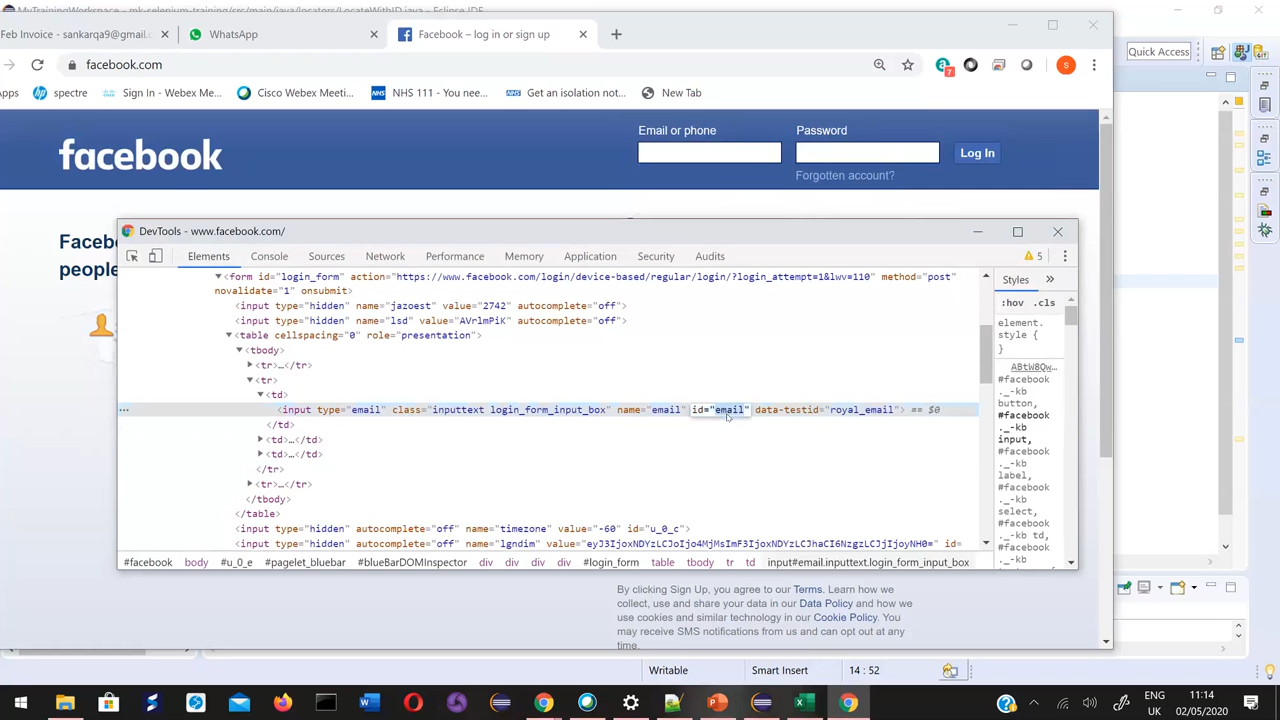 MyTrainingWorkspace - mk-selenium-training/src/main/java/locators/LocateWithID.java - Eclipse IDE
Feb Invoice - sankarqa9@gmail.c
WhatsApp
Facebook – log in or sign up
facebook.com
7
S
Apps
spectre
Sign In - Webex Me...
Cisco Webex Meeti...
NHS 111 - You nee...
Get an isolation not...
New Tab
Quick Access
facebook
Email or phone
Password
Log In
Forgotten account?
Faceb
people
DevTools - www.facebook.com/
Elements
Console
Sources
Network
Performance
Memory
Application
Security
Audits
5
<form id="login_form" action="https://www.facebook.com/login/device-based/regular/login/?login_attempt=1&lwv=110" method="post"
novalidate="1" onsubmit>
<input type="hidden" name="jazoest" value="2742" autocomplete="off">
<input type="hidden" name="lsd" value="AVrlmPiK" autocomplete="off">
<table cellspacing="0" role="presentation">
<tbody>
<tr>…</tr>
<tr>
<td>
<input type="email" class="inputtext login_form_input_box" name="email" id="email" data-testid="royal_email"> == $0
</td>
<td>…</td>
<td>…</td>
</tr>
<tr>…</tr>
</tbody>
</table>
<input type="hidden" autocomplete="off" name="timezone" value="-60" id="u_0_c">
<input type="hidden" autocomplete="off" name="lgndim" id=
#facebook
body
#u_0_e
#pagelet_bluebar
#blueBarDOMInspector
div
div
div
div
#login_form
table
tbody
tr
td
input#email.inputtext.login_form_input_box
Styles
:hov .cls
element.
style {
}
ABtW8Qw…
#facebook
._-kb
button,
#facebook
._-kb
input,
#facebook
._-kb
label,
#facebook
._-kb
select,
#facebook
._-kb td,
#facebook
By clicking Sign Up, you agree to our Terms. Learn how we
collect, use and share your data in our Data Policy and how we
use cookies and similar technology in our Cookie Policy. You
may receive SMS notifications from us and can opt out at any
time.
Writable
Smart Insert
14 : 52
ENG
UK
11:14
02/05/2020